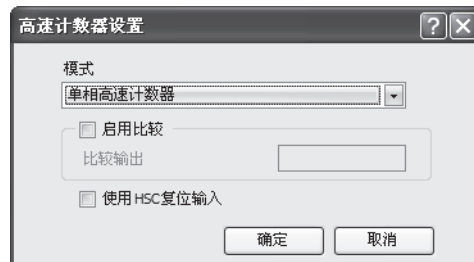 高速计数器设置
模式
单相高速计数器
启用比较
比较输出
使用HSC复位输入
确定 取消